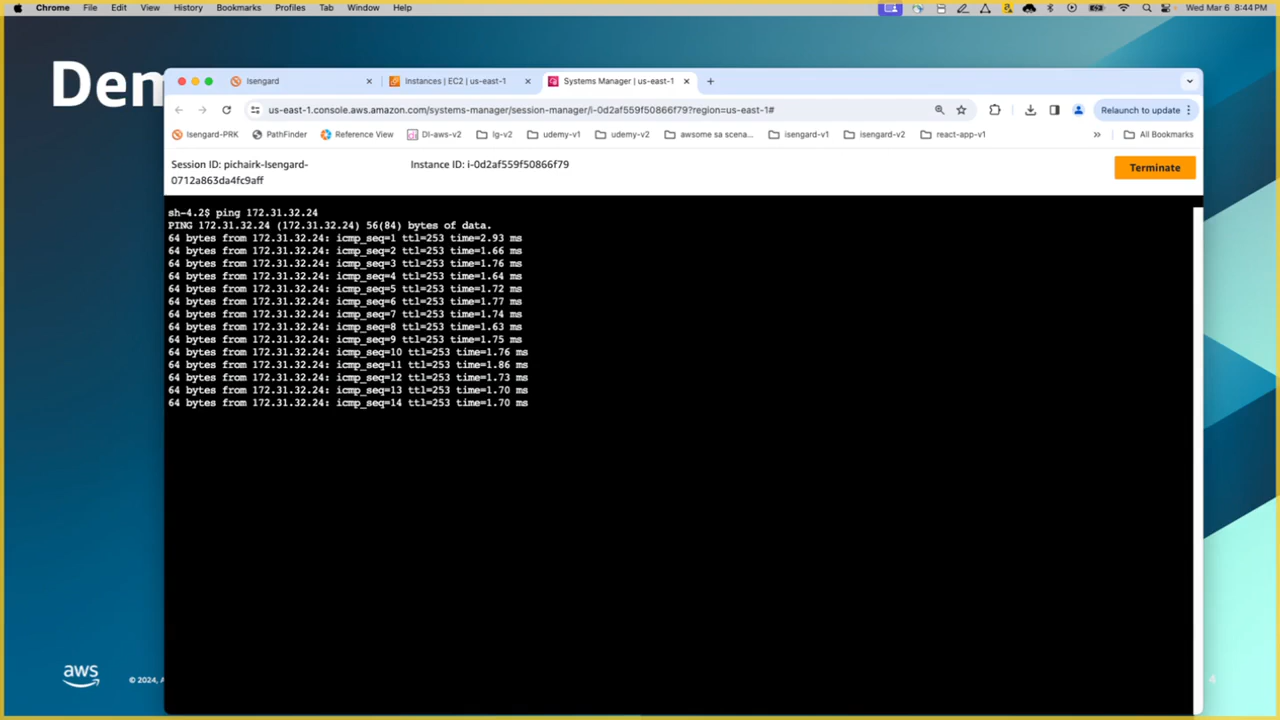 Chrome File Edit View History Bookmarks Profiles Tab Window Help Wed Mar 6 8:44 PM
Dem
Isengard Instances | EC2 | us-east-1 Systems Manager | us-east-1
us-east-1.console.aws.amazon.com/systems-manager/session-manager/i-0d2af559f50866f79?region=us-east-1# Relaunch to update
Isengard-PRK PathFinder Reference View DI-aws-v2 lg-v2 udemy-v1 udemy-v2 awsome sa scena... isengard-v1 isengard-v2 react-app-v1 » All Bookmarks
Session ID: pichairk-Isengard-
0712a863da4fc9aff
Instance ID: i-0d2af559f50866f79
Terminate
sh-4.2$ ping 172.31.32.24
PING 172.31.32.24 (172.31.32.24) 56(84) bytes of data.
64 bytes from 172.31.32.24: icmp_seq=1 ttl=253 time=2.93 ms
64 bytes from 172.31.32.24: icmp_seq=2 ttl=253 time=1.66 ms
64 bytes from 172.31.32.24: icmp_seq=3 ttl=253 time=1.76 ms
64 bytes from 172.31.32.24: icmp_seq=4 ttl=253 time=1.64 ms
64 bytes from 172.31.32.24: icmp_seq=5 ttl=253 time=1.72 ms
64 bytes from 172.31.32.24: icmp_seq=6 ttl=253 time=1.77 ms
64 bytes from 172.31.32.24: icmp_seq=7 ttl=253 time=1.74 ms
64 bytes from 172.31.32.24: icmp_seq=8 ttl=253 time=1.63 ms
64 bytes from 172.31.32.24: icmp_seq=9 ttl=253 time=1.75 ms
64 bytes from 172.31.32.24: icmp_seq=10 ttl=253 time=1.76 ms
64 bytes from 172.31.32.24: icmp_seq=11 ttl=253 time=1.86 ms
64 bytes from 172.31.32.24: icmp_seq=12 ttl=253 time=1.73 ms
64 bytes from 172.31.32.24: icmp_seq=13 ttl=253 time=1.70 ms
64 bytes from 172.31.32.24: icmp_seq=14 ttl=253 time=1.70 ms
aws © 2024, A 4